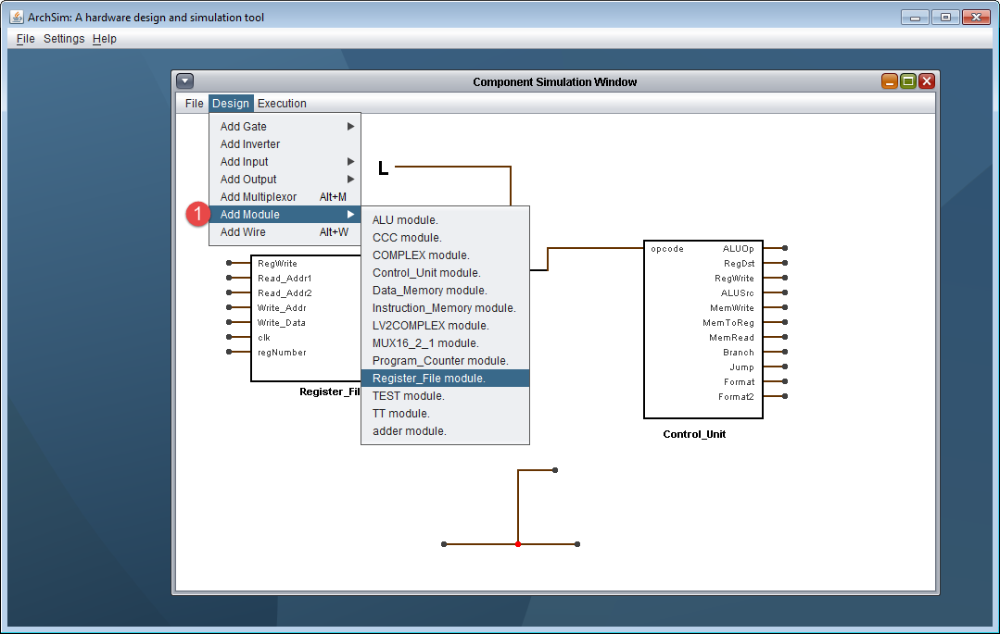 ArchSim: A hardware design and simulation tool
File Settings Help
Component Simulation Window
File Design Execution
Add Gate
Add Inverter
Add Input
Add Output
Add Multiplexor Alt+M
1 Add Module
Add Wire Alt+W
L
ALU module.
CCC module.
COMPLEX module.
Control_Unit module.
Data_Memory module.
Instruction_Memory module.
LV2COMPLEX module.
MUX16_2_1 module.
Program_Counter module.
Register_File module.
TEST module.
TT module.
adder module.
RegWrite
Read_Addr1
Read_Addr2
Write_Addr
Write_Data
clk
regNumber
Register_Fil
opcode ALUOp
RegDst
RegWrite
ALUSrc
MemWrite
MemToReg
MemRead
Branch
Jump
Format
Format2
Control_Unit